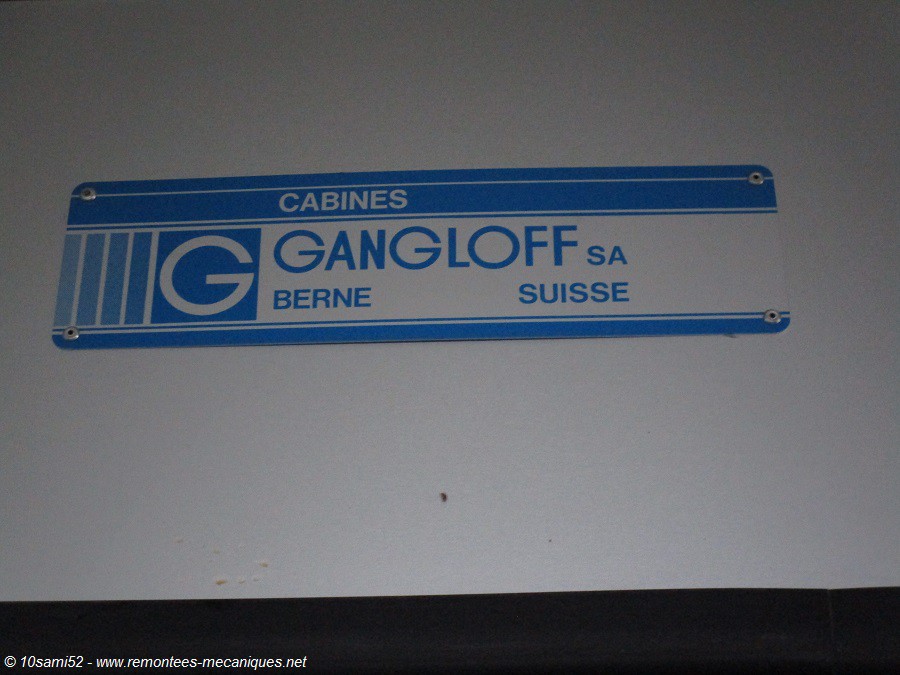 CABINES
G GANGLOFF SA
BERNE SUISSE
© 10sami52 - www.remontees-mecaniques.net